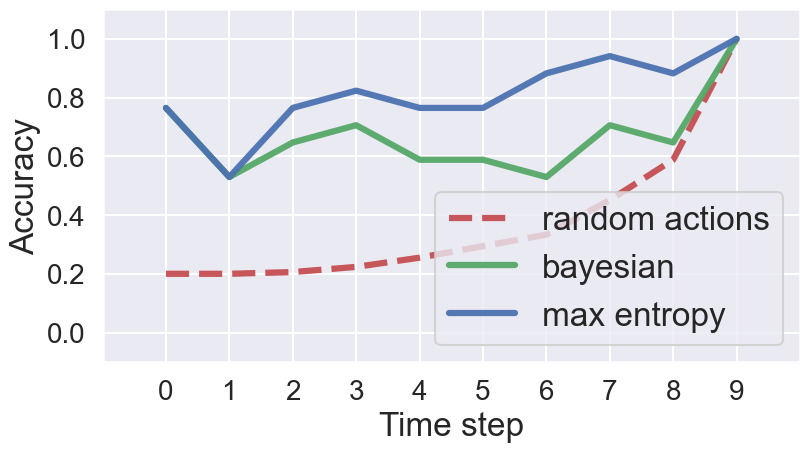 Accuracy
1.0
0.8
0.6
0.4
0.2
0.0
random actions
bayesian
max entropy
0 1 2 3 4 5 6 7 8 9
Time step